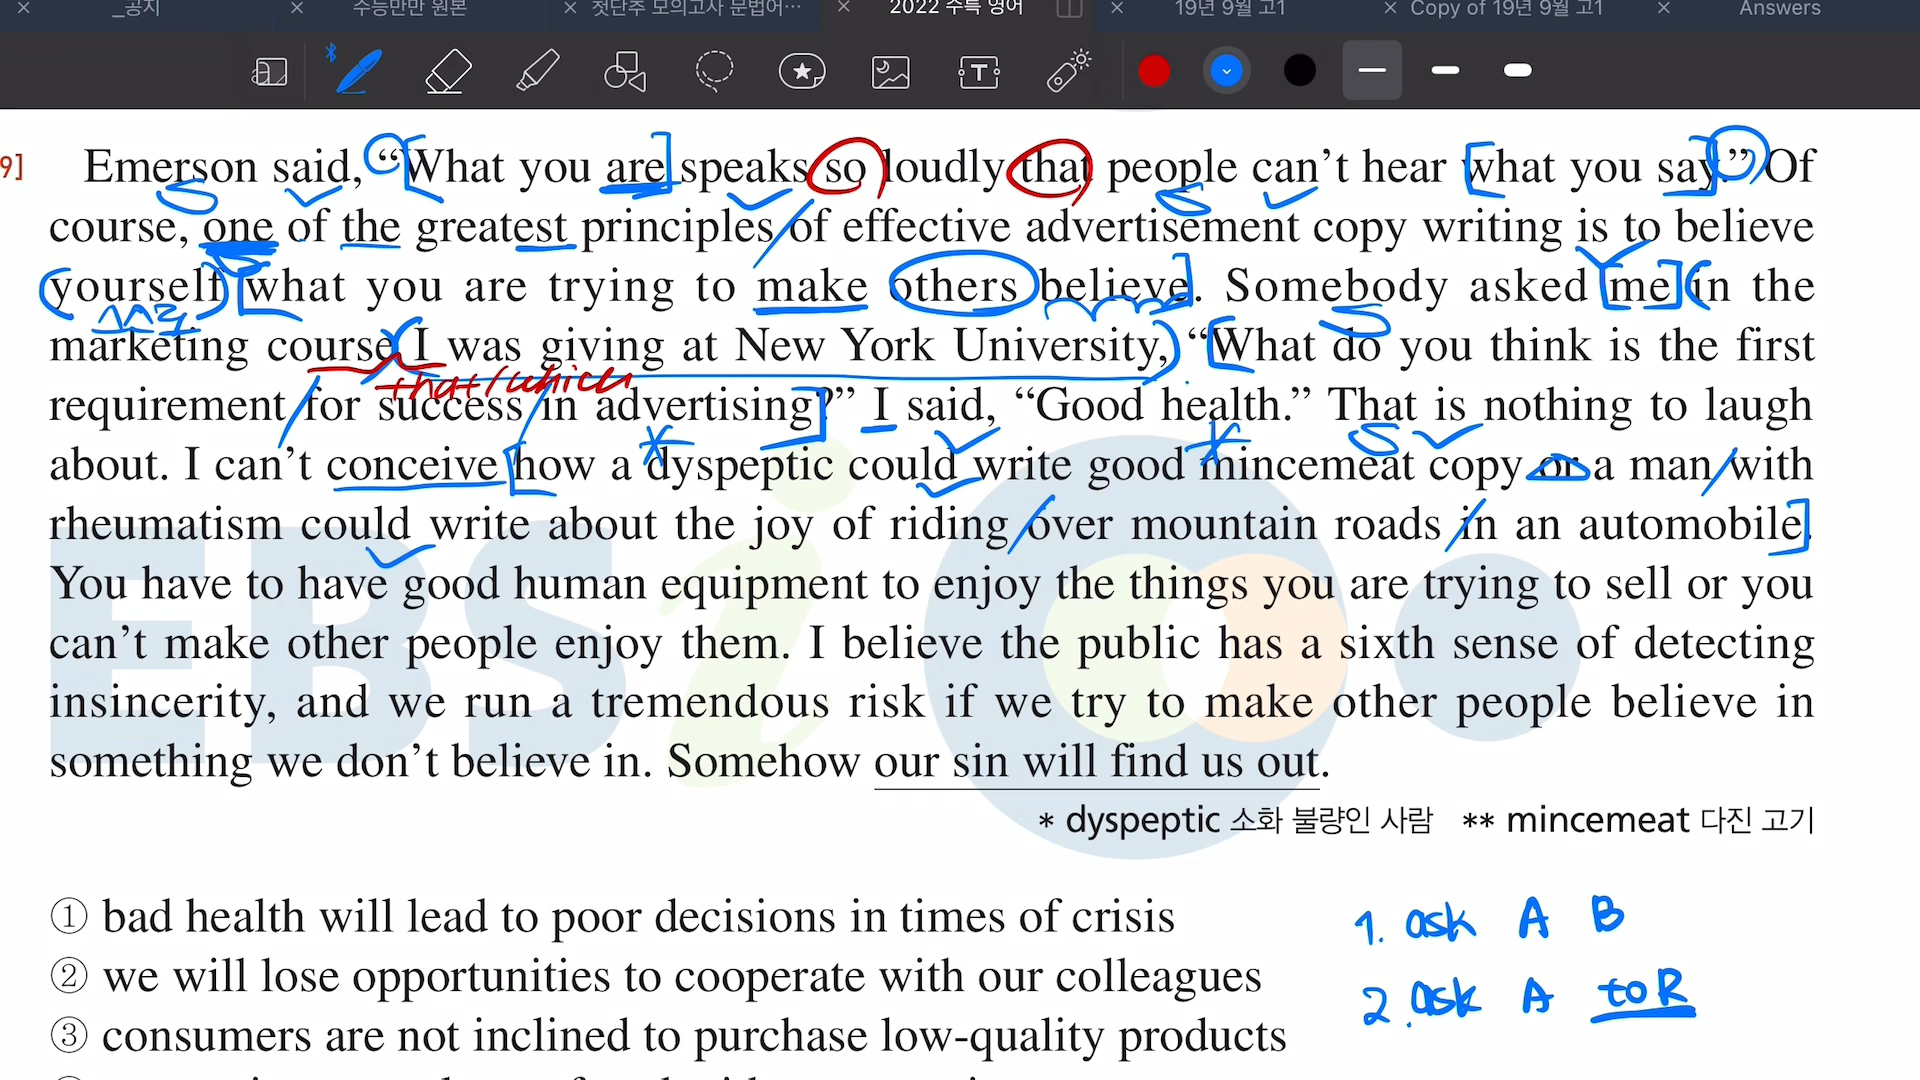 _공지
수능만만 원본
첫단추 모의고사 문법어…
2022 수특 영어
19년 9월 고1
Copy of 19년 9월 고1
Answers
9] Emerson said, “What you are speaks so loudly that people can’t hear what you say.” Of
course, one of the greatest principles of effective advertisement copy writing is to believe
yourself what you are trying to make others believe. Somebody asked me in the
marketing course I was giving at New York University, “What do you think is the first
that/which
requirement for success in advertising?” I said, “Good health.” That is nothing to laugh
about. I can’t conceive how a dyspeptic could write good mincemeat copy or a man with
rheumatism could write about the joy of riding over mountain roads in an automobile.
You have to have good human equipment to enjoy the things you are trying to sell or you
can’t make other people enjoy them. I believe the public has a sixth sense of detecting
insincerity, and we run a tremendous risk if we try to make other people believe in
something we don’t believe in. Somehow our sin will find us out.
* dyspeptic 소화 불량인 사람 ** mincemeat 다진 고기
① bad health will lead to poor decisions in times of crisis
② we will lose opportunities to cooperate with our colleagues
③ consumers are not inclined to purchase low-quality products
1. ask A B
2. ask A to R
EBSi